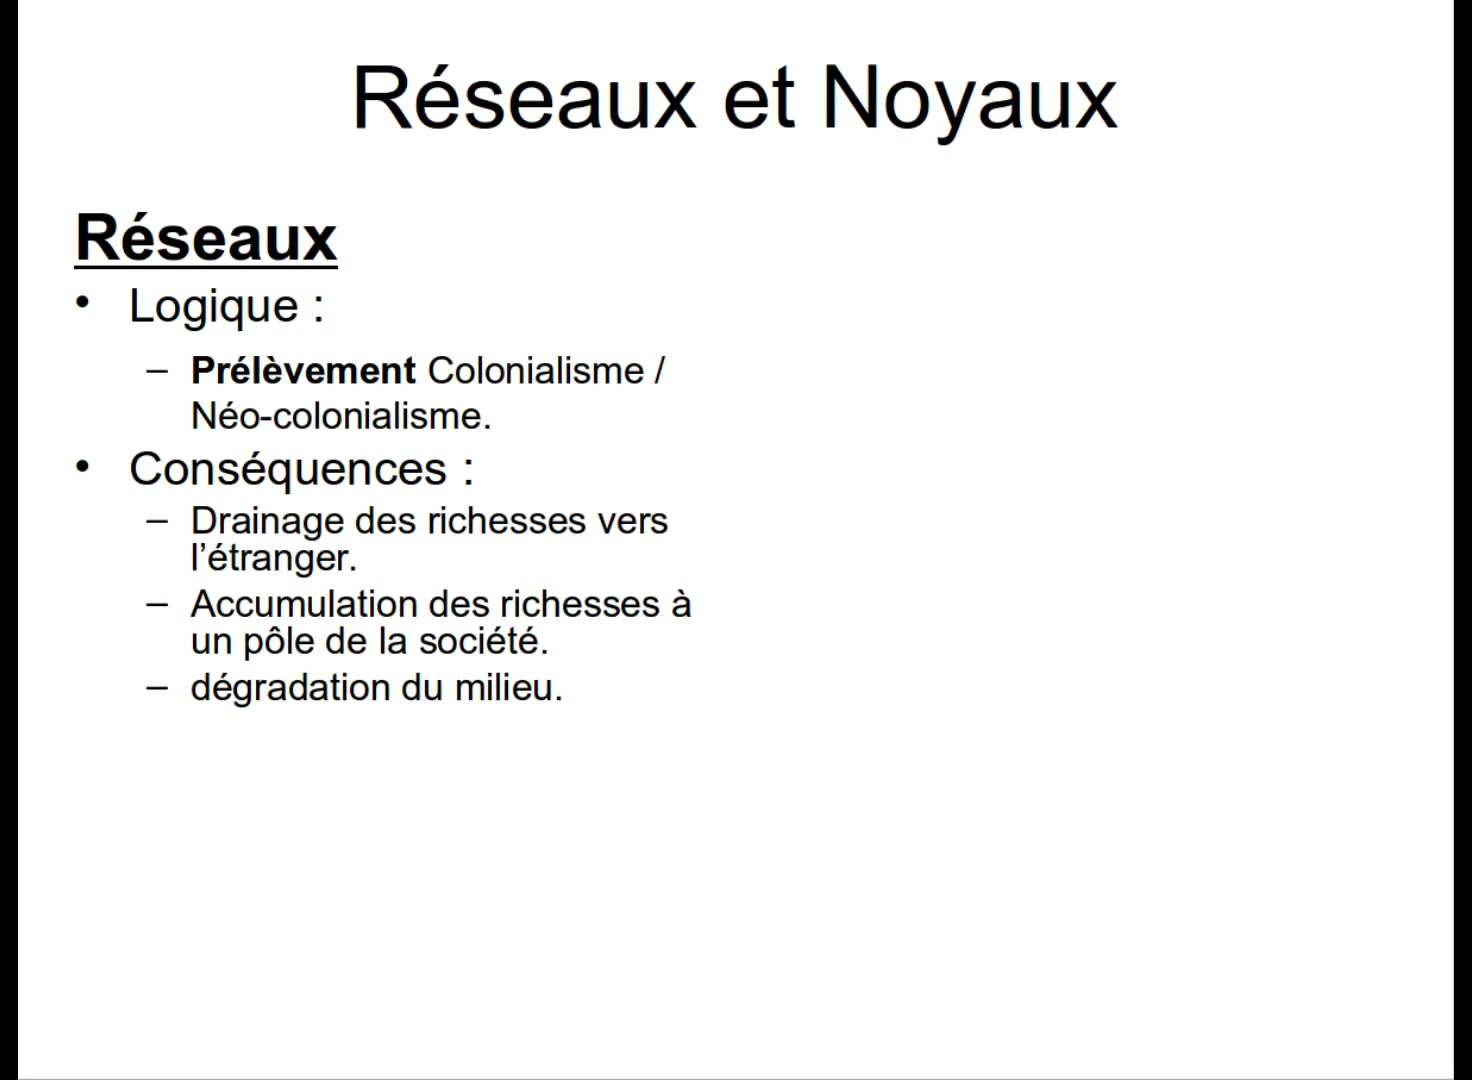 Réseaux et Noyaux
Réseaux
• Logique :
– Prélèvement Colonialisme /
Néo-colonialisme.
• Conséquences :
– Drainage des richesses vers
l’étranger.
– Accumulation des richesses à
un pôle de la société.
– dégradation du milieu.